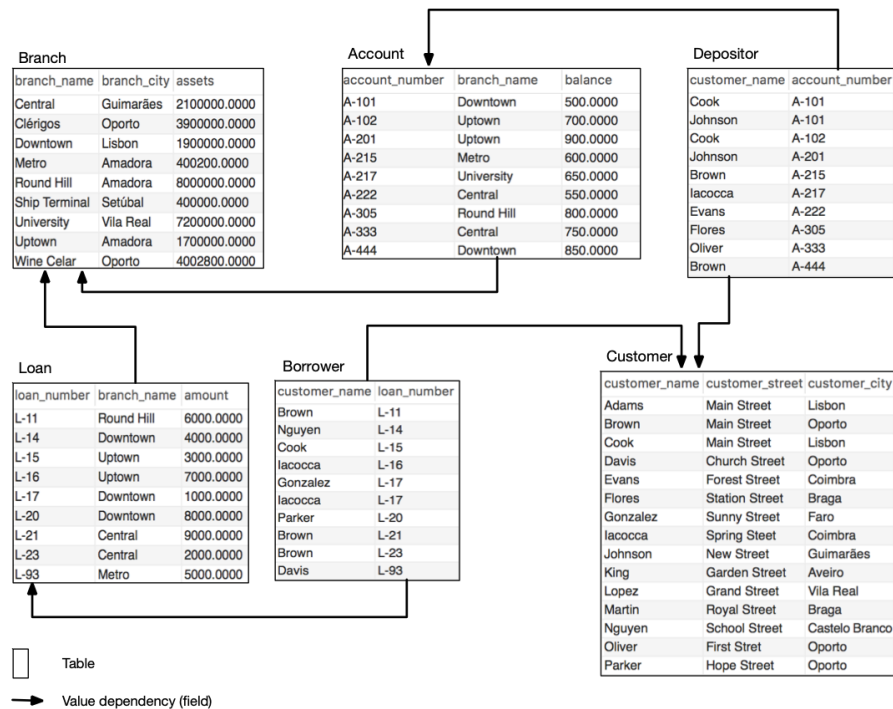 Branch
branch_name branch_city assets
Central Guimarães 2100000.0000
Clérigos Oporto 3900000.0000
Downtown Lisbon 1900000.0000
Metro Amadora 400200.0000
Round Hill Amadora 8000000.0000
Ship Terminal Setúbal 400000.0000
University Vila Real 7200000.0000
Uptown Amadora 1700000.0000
Wine Celar Oporto 4002800.0000
Account
account_number branch_name balance
A-101 Downtown 500.0000
A-102 Uptown 700.0000
A-201 Uptown 900.0000
A-215 Metro 600.0000
A-217 University 650.0000
A-222 Central 550.0000
A-305 Round Hill 800.0000
A-333 Central 750.0000
A-444 Downtown 850.0000
Depositor
customer_name account_number
Cook A-101
Johnson A-101
Cook A-102
Johnson A-201
Brown A-215
Iacocca A-217
Evans A-222
Flores A-305
Oliver A-333
Brown A-444
Loan
loan_number branch_name amount
L-11 Round Hill 6000.0000
L-14 Downtown 4000.0000
L-15 Uptown 3000.0000
L-16 Uptown 7000.0000
L-17 Downtown 1000.0000
L-20 Downtown 8000.0000
L-21 Central 9000.0000
L-23 Central 2000.0000
L-93 Metro 5000.0000
Borrower
customer_name loan_number
Brown L-11
Nguyen L-14
Cook L-15
Iacocca L-16
Gonzalez L-17
Iacocca L-17
Parker L-20
Brown L-21
Brown L-23
Davis L-93
Customer
customer_name customer_street customer_city
Adams Main Street Lisbon
Brown Main Street Oporto
Cook Main Street Lisbon
Davis Church Street Oporto
Evans Forest Street Coimbra
Flores Station Street Braga
Gonzalez Sunny Street Faro
Iacocca Spring Steet Coimbra
Johnson New Street Guimarães
King Garden Street Aveiro
Lopez Grand Street Vila Real
Martin Royal Street Braga
Nguyen School Street Castelo Branco
Oliver First Stret Oporto
Parker Hope Street Oporto
Table
Value dependency (field)